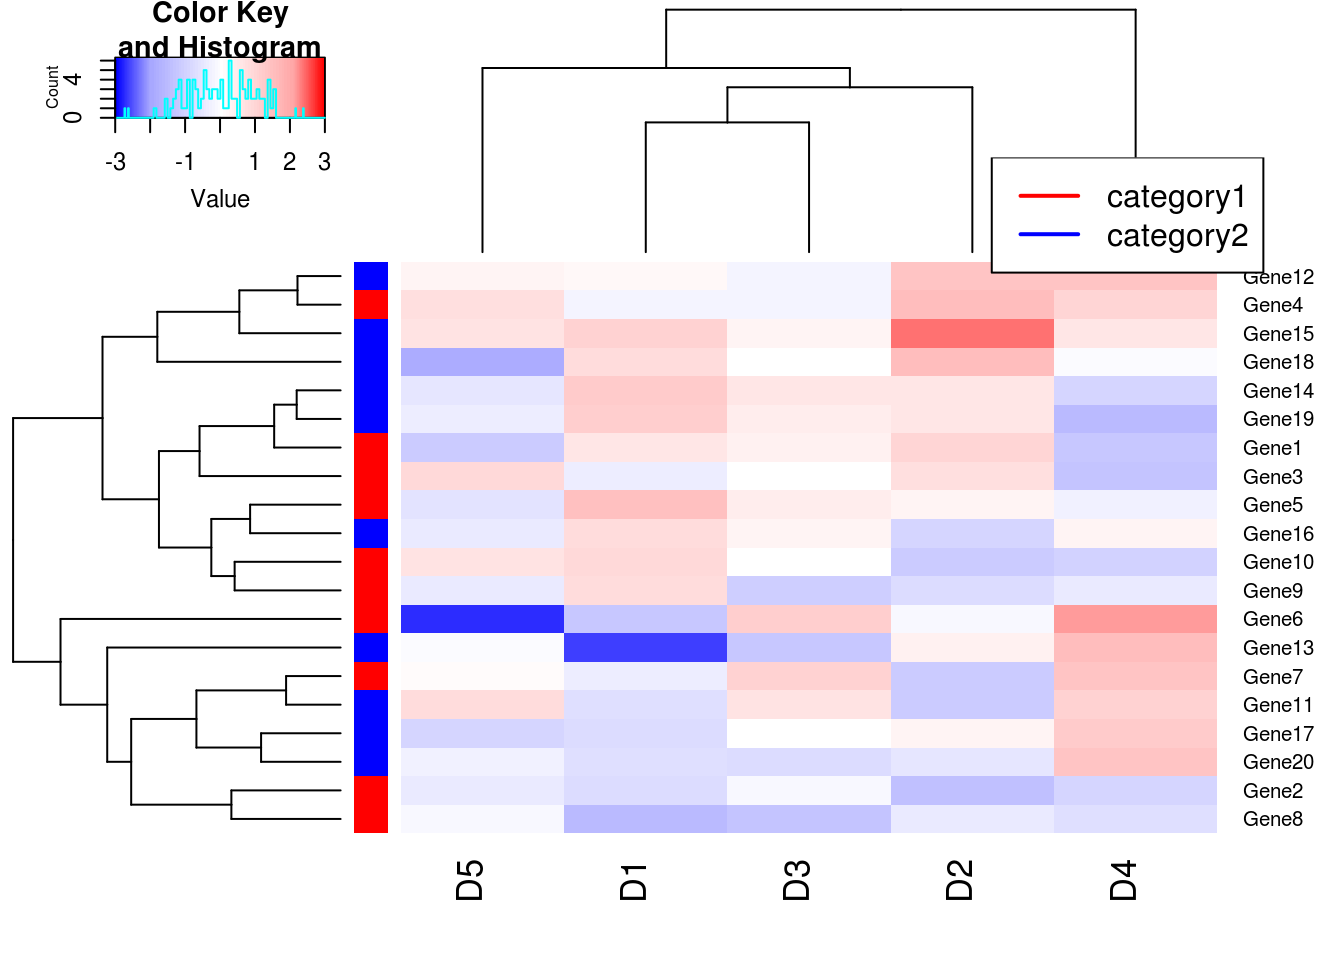 Color Key
and Histogram
Count
0 4
-3 -1 1 2 3
Value
category1
category2
Gene12
Gene4
Gene15
Gene18
Gene14
Gene19
Gene1
Gene3
Gene5
Gene16
Gene10
Gene9
Gene6
Gene13
Gene7
Gene11
Gene17
Gene20
Gene2
Gene8
D5 D1 D3 D2 D4